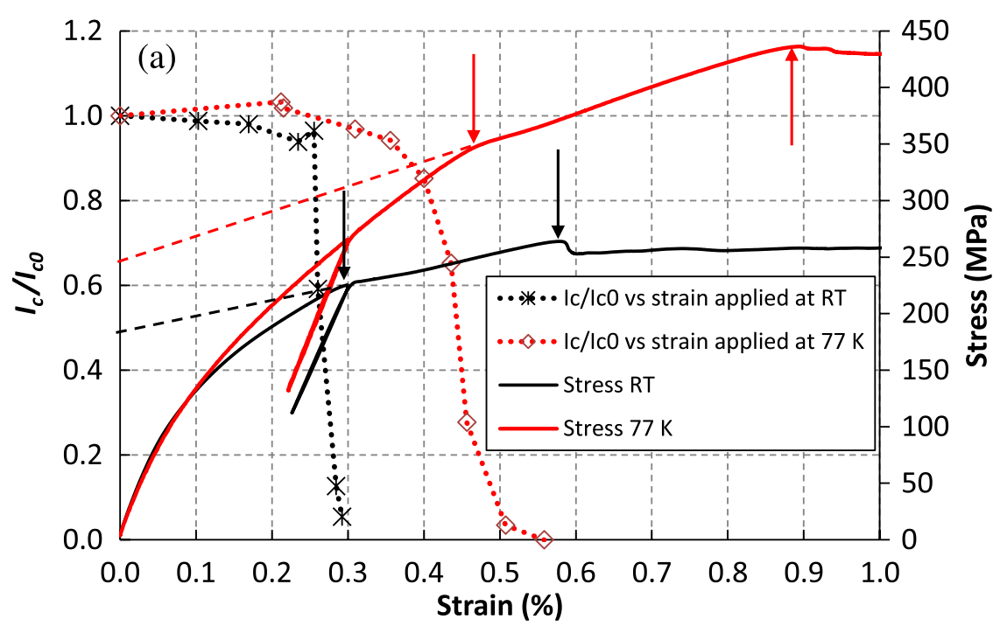 (a)
1.2
1.0
0.8
0.6
0.4
0.2
0.0
Ic/Ic0
450
400
350
300
250
200
150
100
50
0
Stress (MPa)
Ic/Ic0 vs strain applied at RT
Ic/Ic0 vs strain applied at 77 K
Stress RT
Stress 77 K
0.0 0.1 0.2 0.3 0.4 0.5 0.6 0.7 0.8 0.9 1.0
Strain (%)